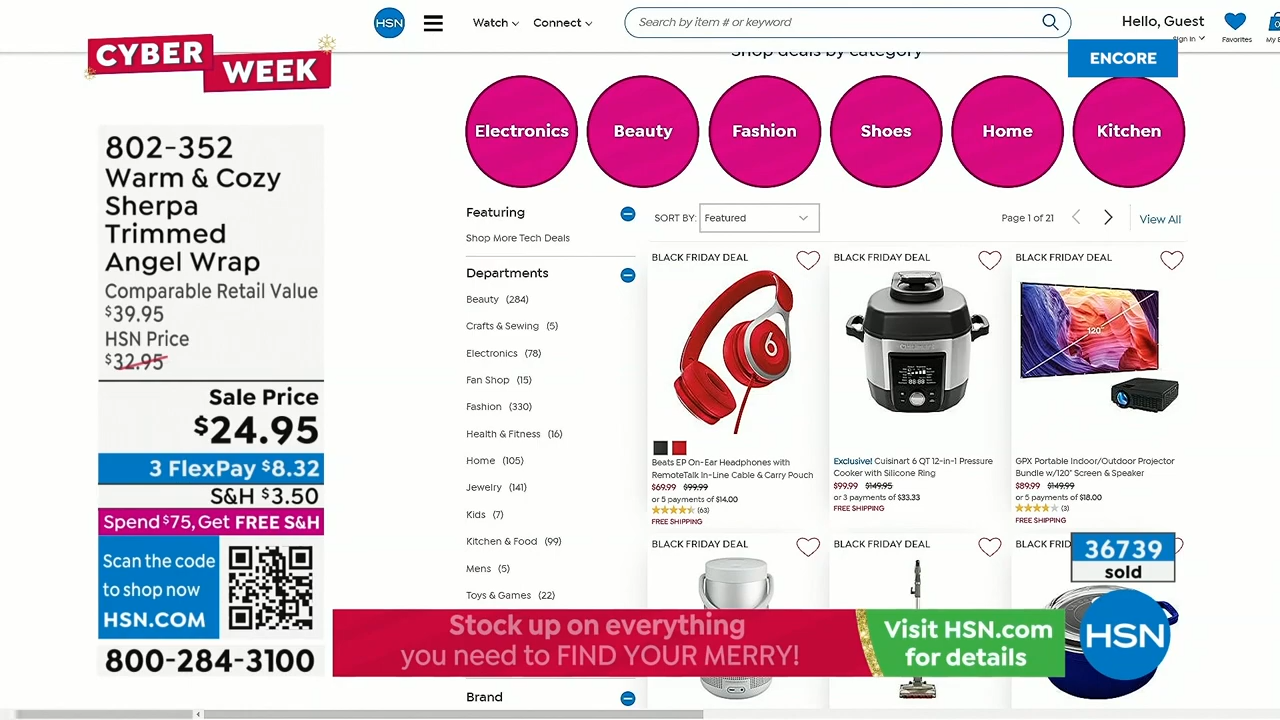 HSN
Watch
Connect
Search by item # or keyword
Hello, Guest
Sign In
Favorites
CYBER
WEEK
ENCORE
Shop deals by category
Electronics
Beauty
Fashion
Shoes
Home
Kitchen
802-352
Warm & Cozy
Sherpa
Trimmed
Angel Wrap
Comparable Retail Value
$39.95
HSN Price
$32.95
Sale Price
$24.95
3 FlexPay $8.32
S&H $3.50
Spend $75, Get FREE S&H
Scan the code
to shop now
HSN.COM
800-284-3100
Featuring
Shop More Tech Deals
Departments
Beauty (284)
Crafts & Sewing (5)
Electronics (78)
Fan Shop (15)
Fashion (330)
Health & Fitness (16)
Home (105)
Jewelry (141)
Kids (7)
Kitchen & Food (99)
Mens (5)
Toys & Games (22)
Brand
SORT BY: Featured
Page 1 of 21
View All
BLACK FRIDAY DEAL
Beats EP On-Ear Headphones with
RemoteTalk In-Line Cable & Carry Pouch
$69.99 $99.99
or 5 payments of $14.00
(63)
FREE SHIPPING
BLACK FRIDAY DEAL
Exclusive! Cuisinart 6 QT 12-in-1 Pressure
Cooker with Silicone Ring
$99.99 $149.95
or 3 payments of $33.33
FREE SHIPPING
BLACK FRIDAY DEAL
120"
GPX Portable Indoor/Outdoor Projector
Bundle w/120" Screen & Speaker
$89.99 $149.99
or 5 payments of $18.00
(3)
FREE SHIPPING
BLACK FRIDAY DEAL
BLACK FRIDAY DEAL
BLACK FRID
36739
sold
Stock up on everything
you need to FIND YOUR MERRY!
Visit HSN.com
for details
HSN